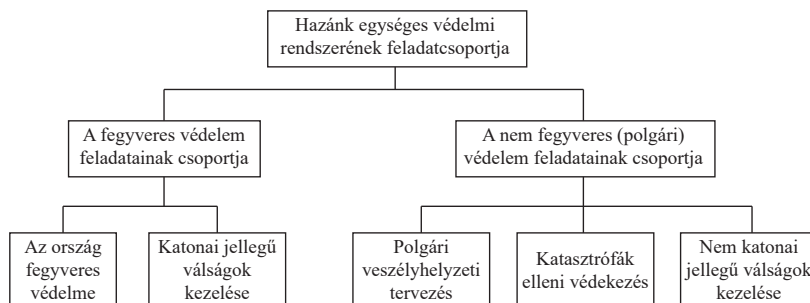 Hazánk egységes védelmi
rendszerének feladatcsoportja
A fegyveres védelem
feladatainak csoportja
A nem fegyveres (polgári)
védelem feladatainak csoportja
Az ország
fegyveres
védelme
Katonai jellegű
válságok
kezelése
Polgári
veszélyhelyzeti
tervezés
Katasztrófák
elleni védekezés
Nem katonai
jellegű válságok
kezelése